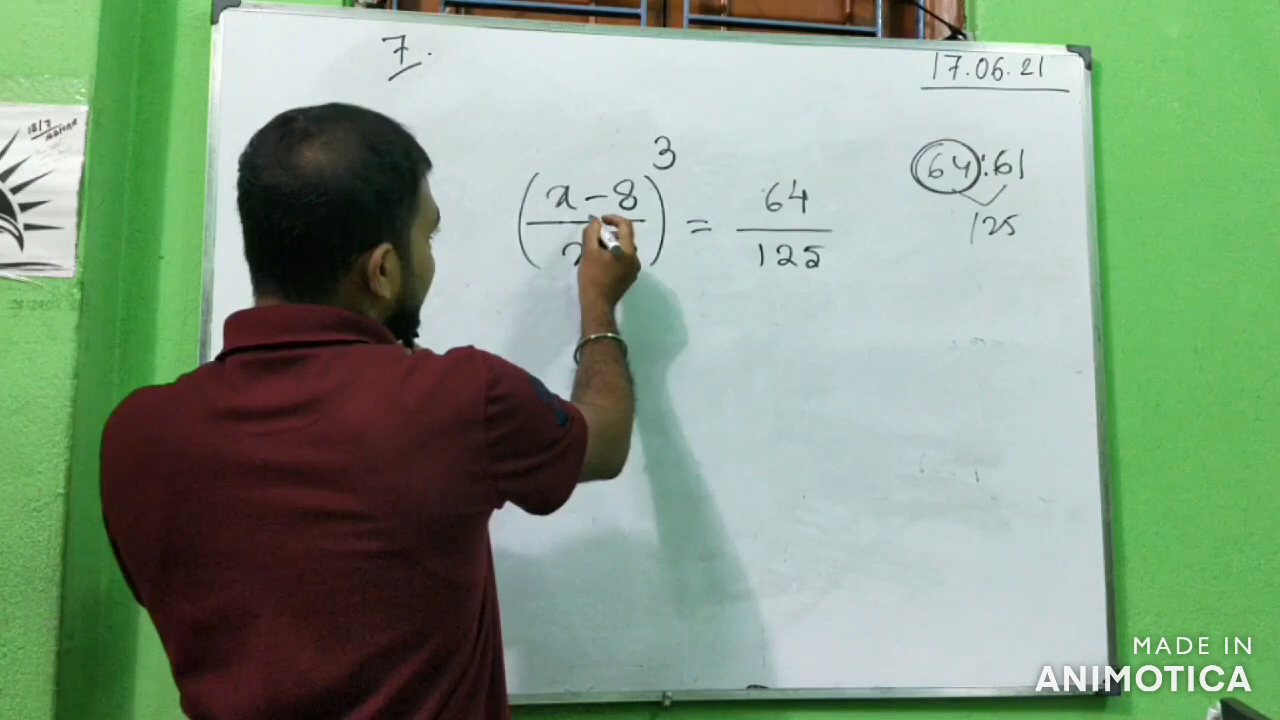 7.
17.06.21
64:61
125
(x-8/x)³ = 64/125
MADE IN
ANIMOTICA